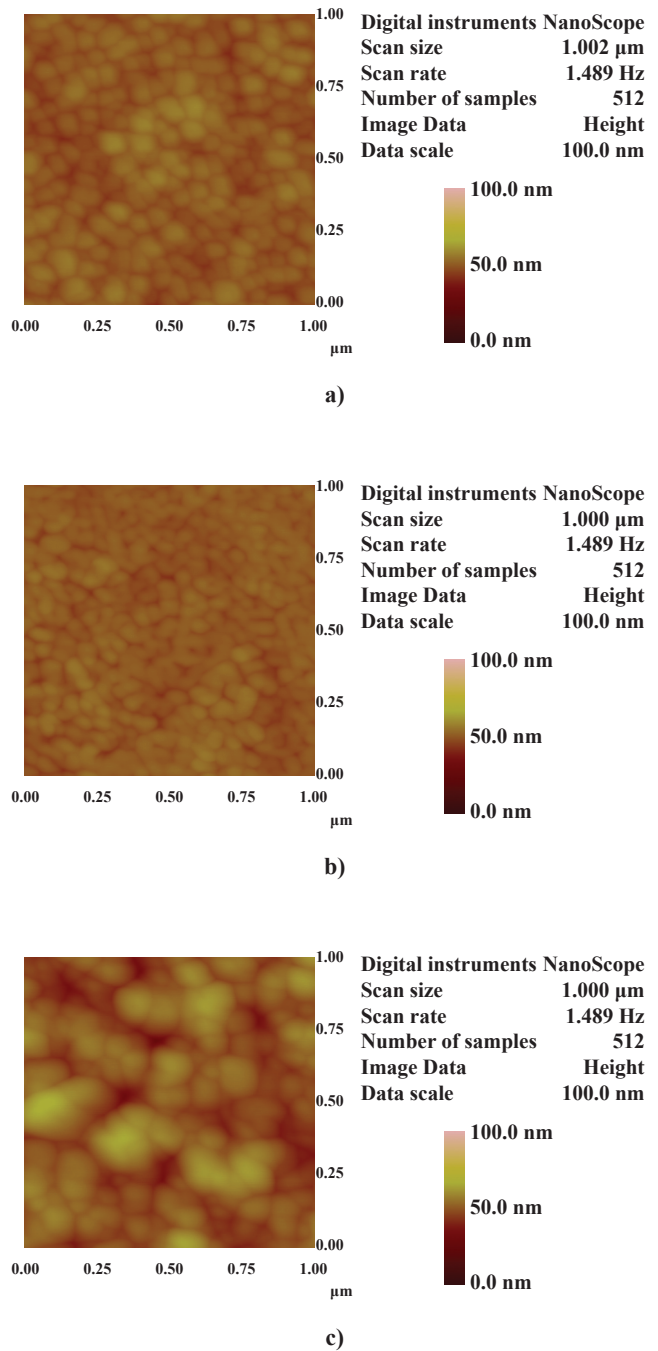 1.00
0.75
0.50
0.25
0.00
0.00 0.25 0.50 0.75 1.00
µm
Digital instruments NanoScope
Scan size 1.002 µm
Scan rate 1.489 Hz
Number of samples 512
Image Data Height
Data scale 100.0 nm
100.0 nm
50.0 nm
0.0 nm
a)
1.00
0.75
0.50
0.25
0.00
0.00 0.25 0.50 0.75 1.00
µm
Digital instruments NanoScope
Scan size 1.000 µm
Scan rate 1.489 Hz
Number of samples 512
Image Data Height
Data scale 100.0 nm
100.0 nm
50.0 nm
0.0 nm
b)
1.00
0.75
0.50
0.25
0.00
0.00 0.25 0.50 0.75 1.00
µm
Digital instruments NanoScope
Scan size 1.000 µm
Scan rate 1.489 Hz
Number of samples 512
Image Data Height
Data scale 100.0 nm
100.0 nm
50.0 nm
0.0 nm
c)